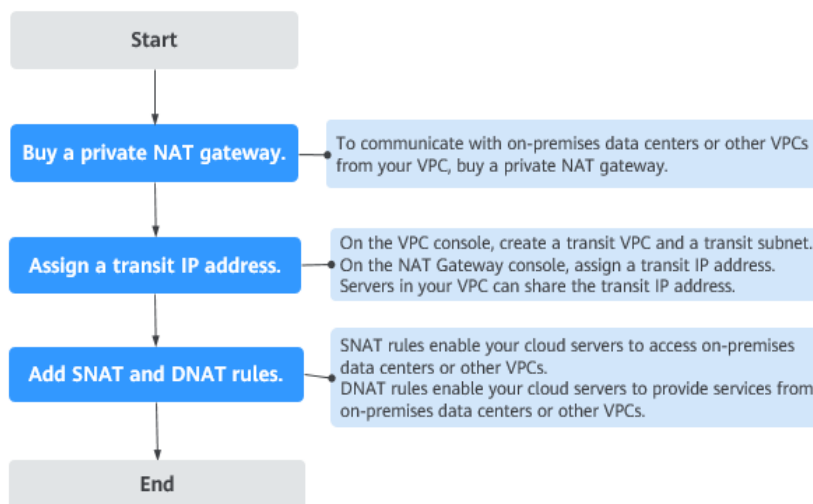 Start
Buy a private NAT gateway.
To communicate with on-premises data centers or other VPCs
from your VPC, buy a private NAT gateway.
Assign a transit IP address.
On the VPC console, create a transit VPC and a transit subnet.
On the NAT Gateway console, assign a transit IP address.
Servers in your VPC can share the transit IP address.
Add SNAT and DNAT rules.
SNAT rules enable your cloud servers to access on-premises
data centers or other VPCs.
DNAT rules enable your cloud servers to provide services from
on-premises data centers or other VPCs.
End